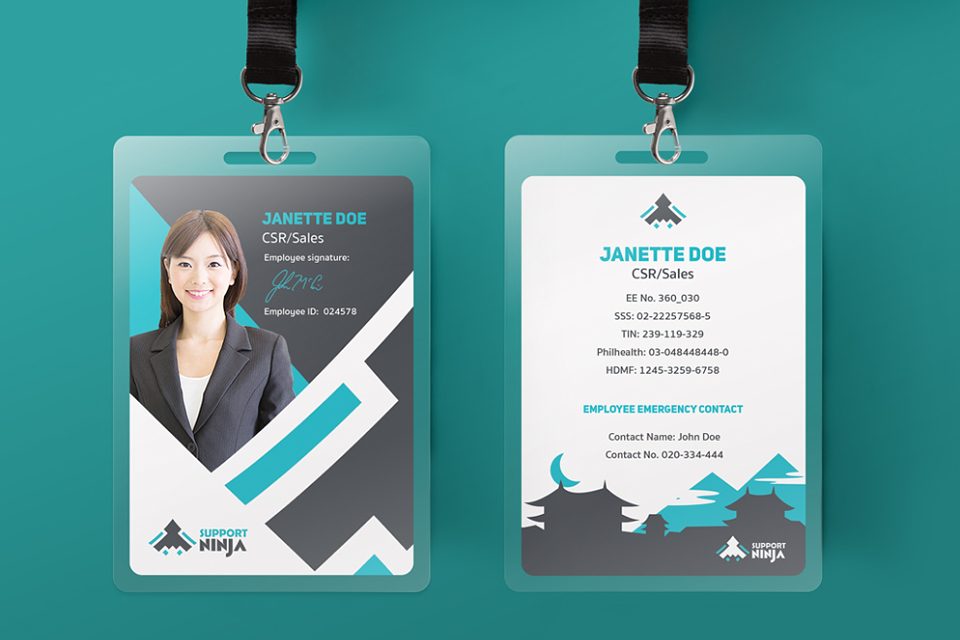 JANETTE DOE
CSR/Sales
Employee signature:
Employee ID: 024578
SUPPORT
NINJA
JANETTE DOE
CSR/Sales
EE No. 360_030
SSS: 02-22257568-5
TIN: 239-119-329
Philhealth: 03-048448448-0
HDMF: 1245-3259-6758
EMPLOYEE EMERGENCY CONTACT
Contact Name: John Doe
Contact No. 020-334-444
SUPPORT
NINJA